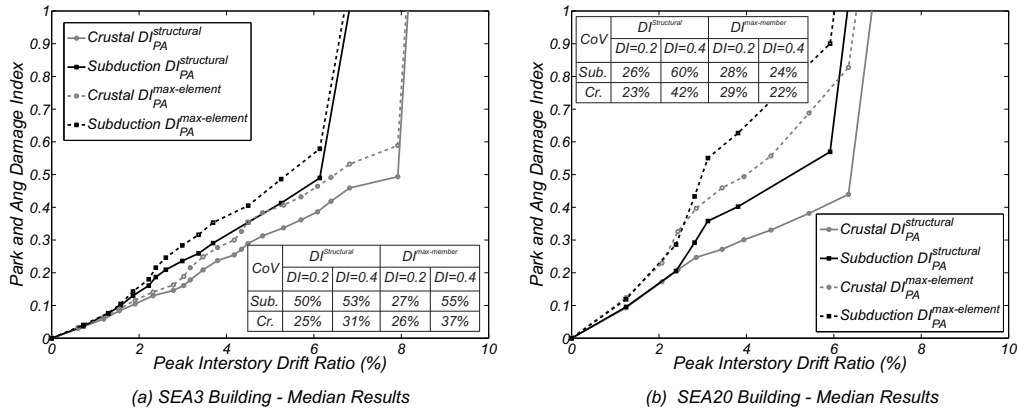 Park and Ang Damage Index
1
0.9
0.8
0.7
0.6
0.5
0.4
0.3
0.2
0.1
0
Crustal DI_PA^structural
Subduction DI_PA^structural
Crustal DI_PA^max-element
Subduction DI_PA^max-element
CoV DI^Structural DI^max-member
DI=0.2 DI=0.4 DI=0.2 DI=0.4
Sub. 50% 53% 27% 55%
Cr. 25% 31% 26% 37%
0 2 4 6 8 10
Peak Interstory Drift Ratio (%)
(a) SEA3 Building - Median Results
Park and Ang Damage Index
1
0.9
0.8
0.7
0.6
0.5
0.4
0.3
0.2
0.1
0
CoV DI^Structural DI^max-member
DI=0.2 DI=0.4 DI=0.2 DI=0.4
Sub. 26% 60% 28% 24%
Cr. 23% 42% 29% 22%
Crustal DI_PA^structural
Subduction DI_PA^structural
Crustal DI_PA^max-element
Subduction DI_PA^max-element
0 2 4 6 8 10
Peak Interstory Drift Ratio (%)
(b) SEA20 Building - Median Results